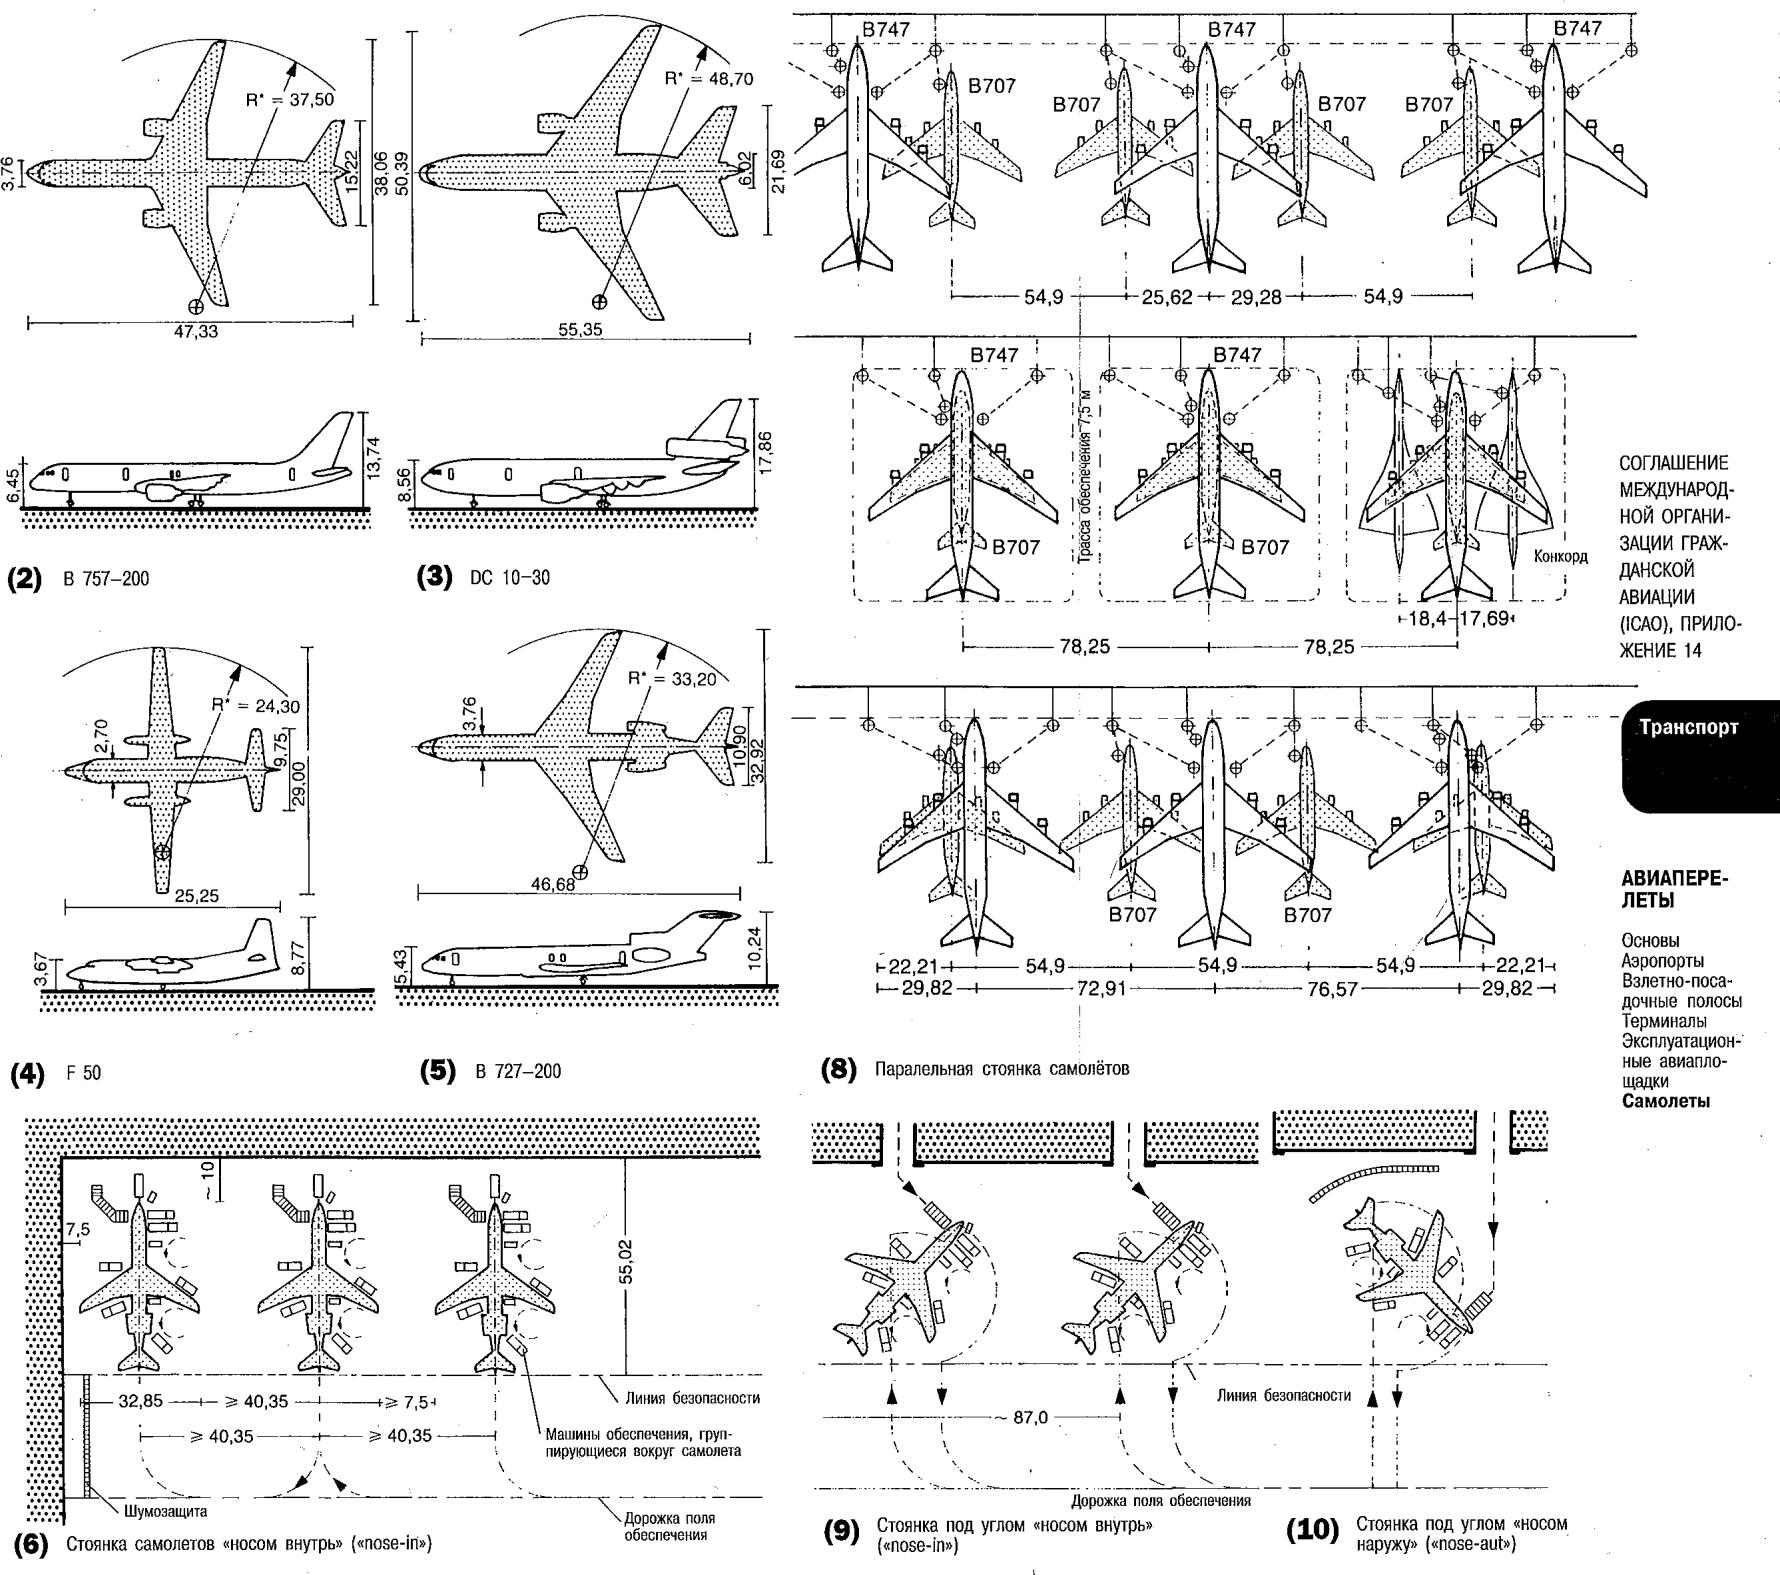 R* = 37,50
3,76
15,22
38,06
47,33
6,45
13,74
(2) B 757–200
R* = 48,70
50,39
6,02
21,69
55,35
8,56
17,86
(3) DC 10–30
R* = 24,30
2,70
9,75
29,00
25,25
3,67
8,77
(4) F 50
R* = 33,20
3,76
10,90
32,92
46,68
5,43
10,24
(5) B 727–200
B747
B747
B747
B707
B707
B707
B707
54,9
25,62
29,28
54,9
B747
B747
Трасса обеспечения 7,5 м
B707
B707
Конкорд
18,4
17,69
78,25
78,25
B707
B707
22,21
54,9
54,9
54,9
22,21
29,82
72,91
76,57
29,82
(8) Паралельная стоянка самолётов
СОГЛАШЕНИЕ
МЕЖДУНАРОД-
НОЙ ОРГАНИ-
ЗАЦИИ ГРАЖ-
ДАНСКОЙ
АВИАЦИИ
(ICAO), ПРИЛО-
ЖЕНИЕ 14
Транспорт
АВИАПЕРЕ-
ЛЕТЫ
Основы
Аэропорты
Взлетно-поса-
дочные полосы
Терминалы
Эксплуатацион-
ные авиапло-
щадки
Самолеты
~ 10
7,5
55,02
32,85
≥ 40,35
≥ 7,5
≥ 40,35
≥ 40,35
Линия безопасности
Машины обеспечения, груп-
пирующиеся вокруг самолета
Шумозащита
Дорожка поля
обеспечения
(6) Стоянка самолетов «носом внутрь» («nose-in»)
Линия безопасности
~ 87,0
Дорожка поля обеспечения
(9) Стоянка под углом «носом внутрь»
(«nose-in»)
(10) Стоянка под углом «носом
наружу» («nose-aut»)